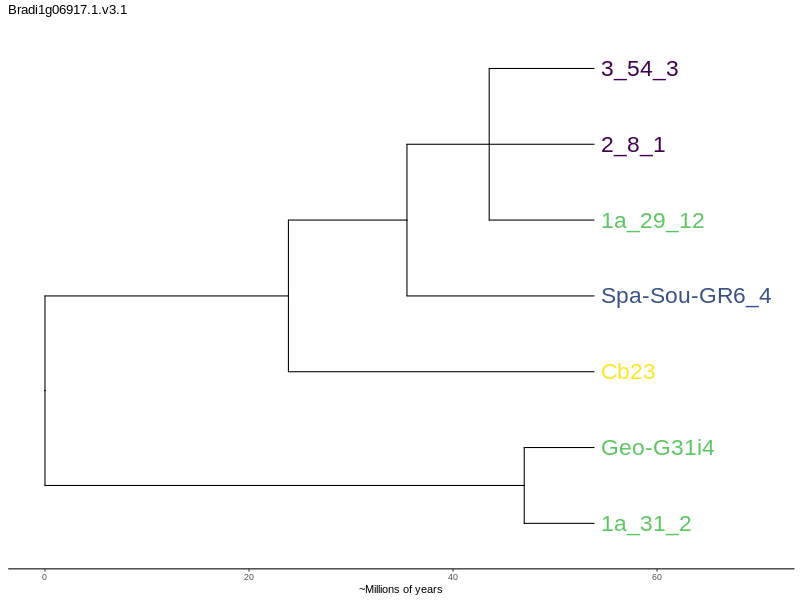 Bradi1g06917.1.v3.1
3_54_3
2_8_1
1a_29_12
Spa-Sou-GR6_4
Cb23
Geo-G31i4
1a_31_2
0 20 40 60
~Millions of years